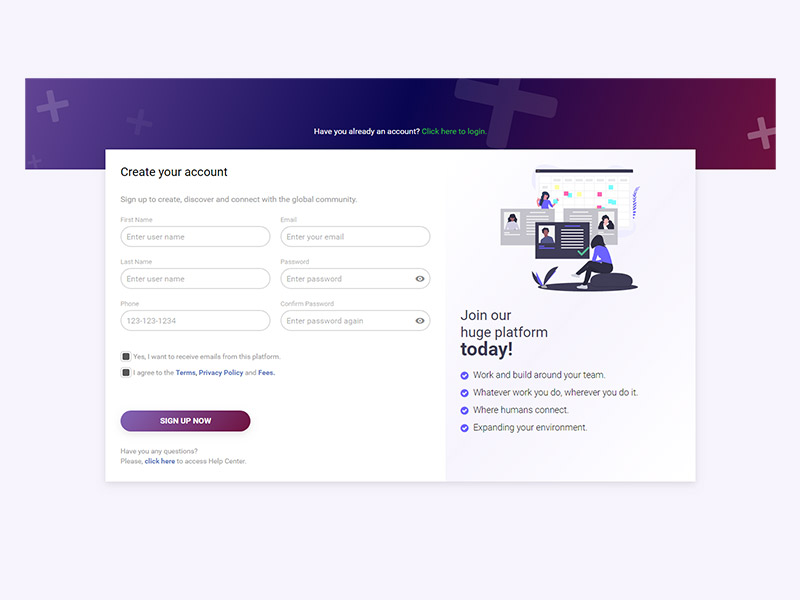 Have you already an account? Click here to login.
Create your account
Sign up to create, discover and connect with the global community.
First Name
Enter user name
Email
Enter your email
Last Name
Enter user name
Password
Enter password
Phone
123-123-1234
Confirm Password
Enter password again
Yes, I want to receive emails from this platform.
I agree to the Terms, Privacy Policy and Fees.
SIGN UP NOW
Have you any questions?
Please, click here to access Help Center.
Join our
huge platform
today!
Work and build around your team.
Whatever work you do, wherever you do it.
Where humans connect.
Expanding your environment.